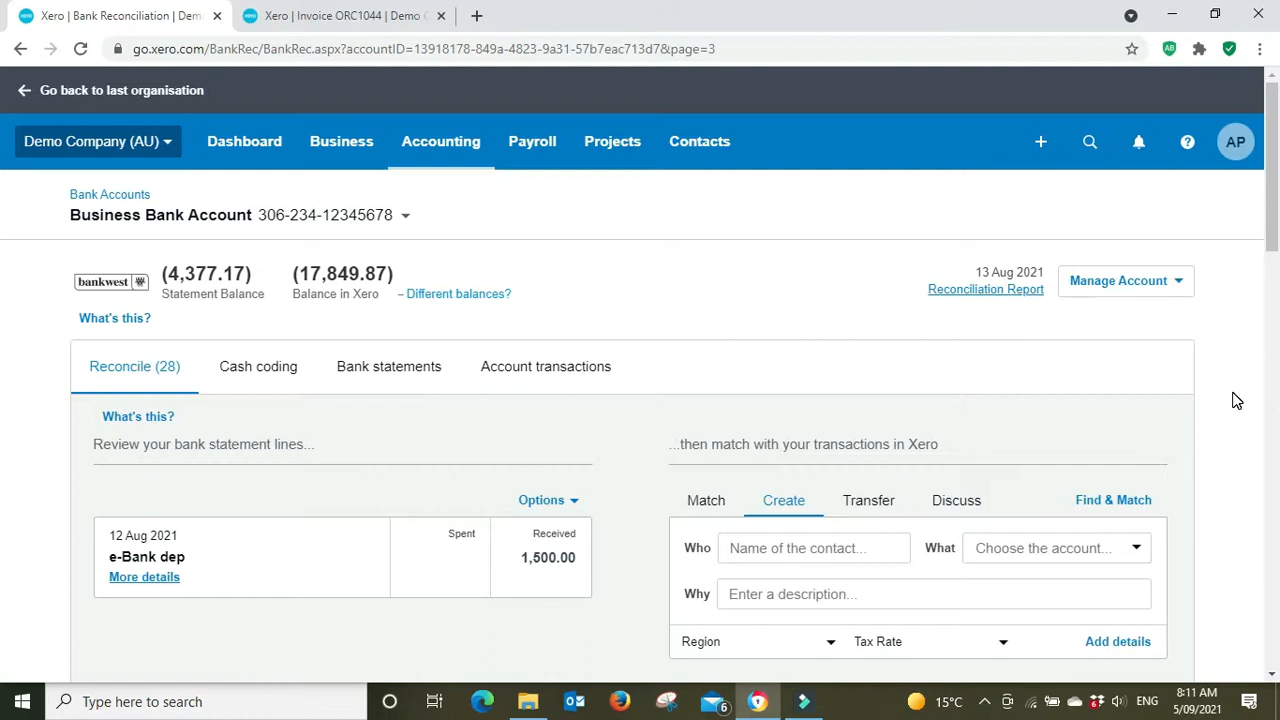 Xero | Bank Reconciliation | Dem
Xero | Invoice ORC1044 | Demo C
go.xero.com/BankRec/BankRec.aspx?accountID=13918178-849a-4823-9a31-57b7eac713d7&page=3
AB
Go back to last organisation
Demo Company (AU)
Dashboard
Business
Accounting
Payroll
Projects
Contacts
AP
Bank Accounts
Business Bank Account 306-234-12345678
bankwest
(4,377.17)
Statement Balance
(17,849.87)
Balance in Xero
– Different balances?
13 Aug 2021
Reconciliation Report
Manage Account
What's this?
Reconcile (28)
Cash coding
Bank statements
Account transactions
What's this?
Review your bank statement lines...
...then match with your transactions in Xero
Options
Match
Create
Transfer
Discuss
Find & Match
12 Aug 2021
e-Bank dep
More details
Spent
Received
1,500.00
Who
Name of the contact...
What
Choose the account...
Why
Enter a description...
Region
Tax Rate
Add details
Type here to search
6
15°C
ENG
8:11 AM
5/09/2021